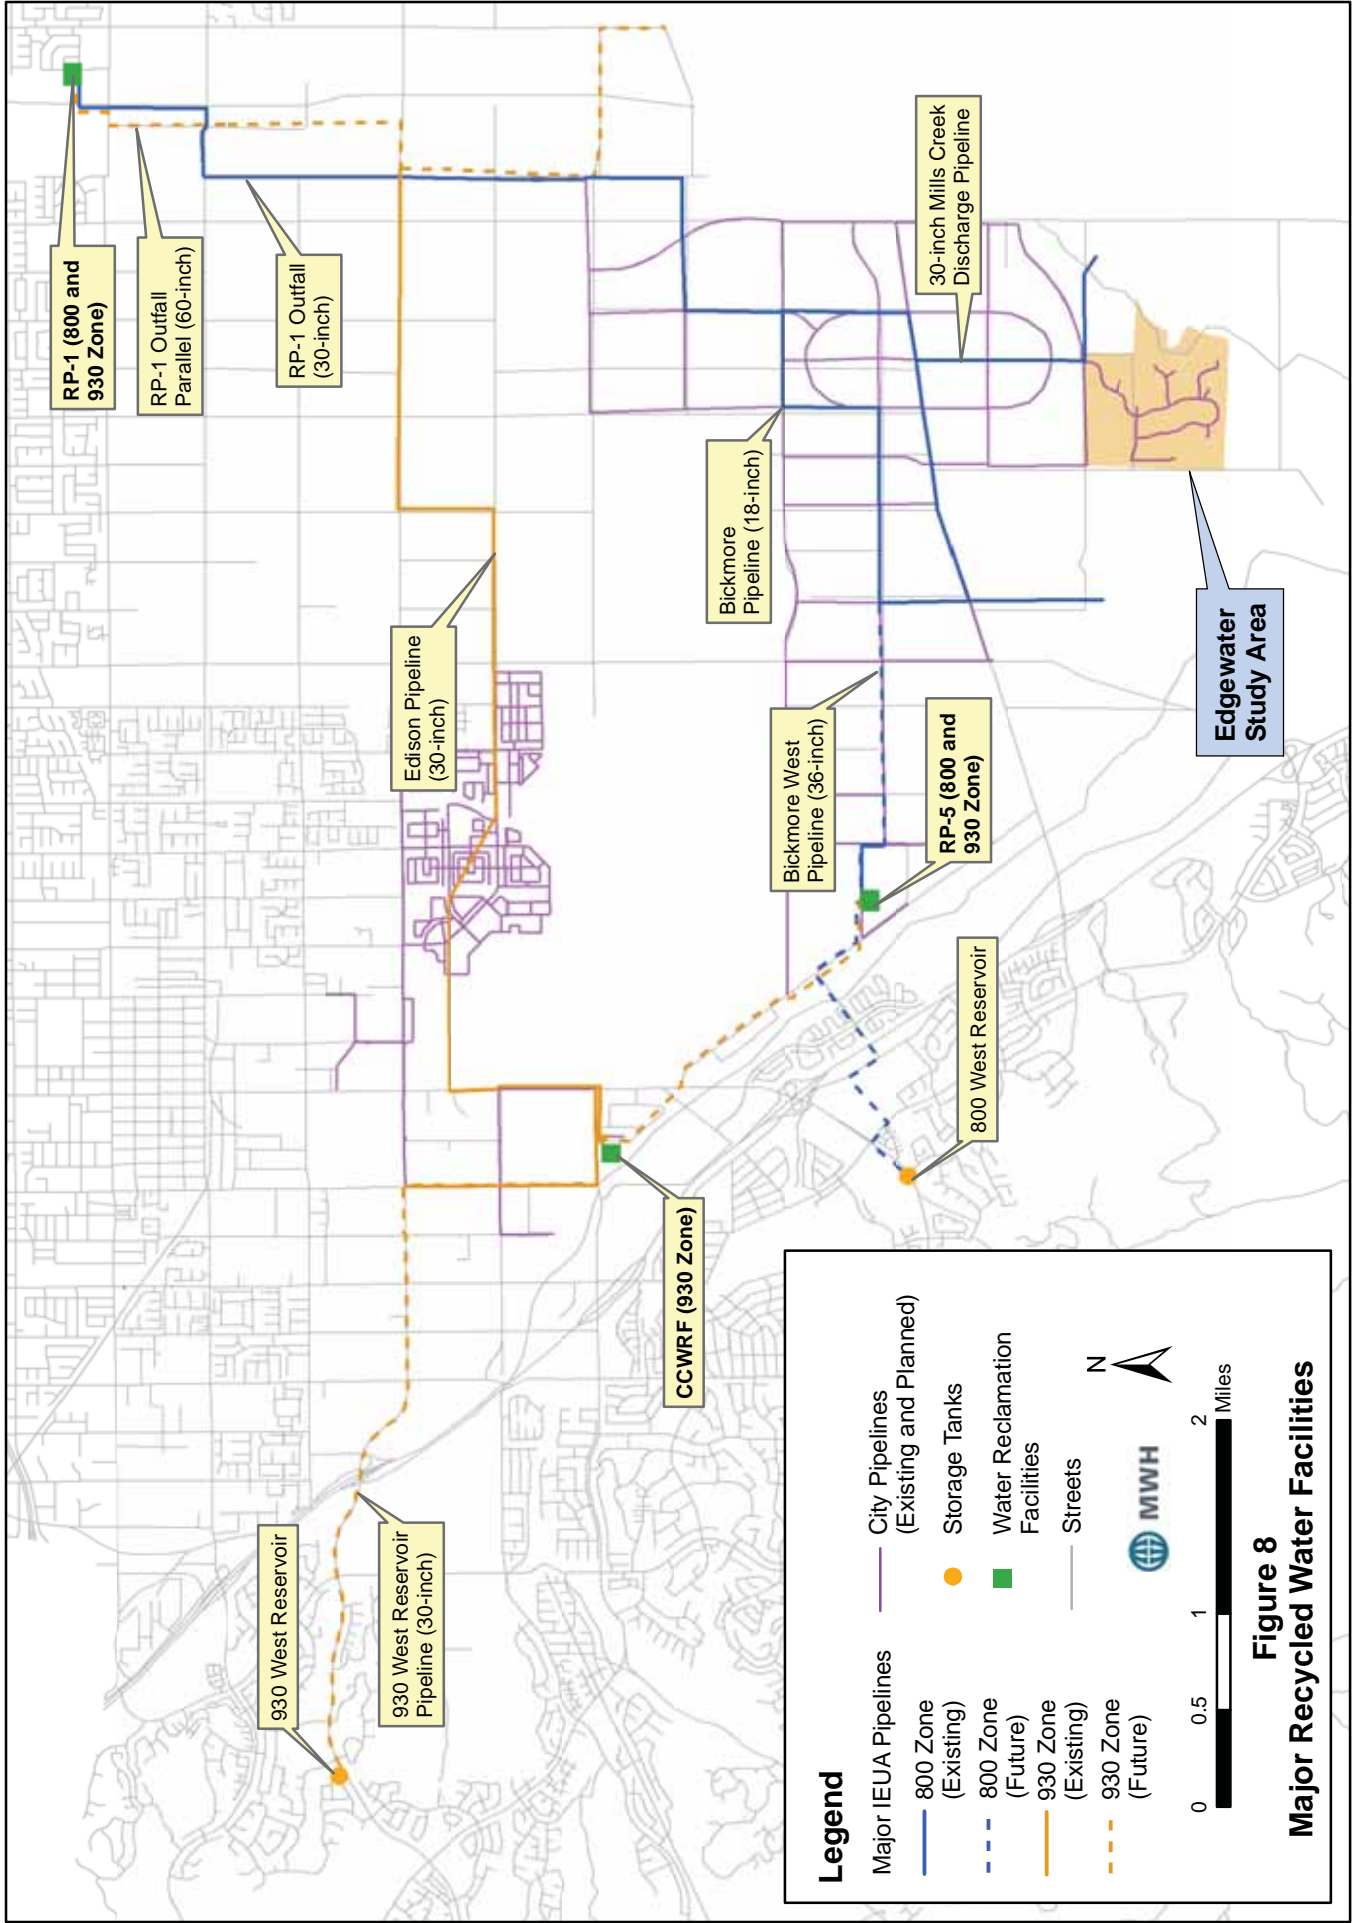 930 West Reservoir
930 West Reservoir
Pipeline (30-inch)
CCWRF (930 Zone)
800 West Reservoir
Edison Pipeline
(30-inch)
Bickmore West
Pipeline (36-inch)
RP-5 (800 and
930 Zone)
Bickmore
Pipeline (18-inch)
Edgewater
Study Area
RP-1 (800 and
930 Zone)
RP-1 Outfall
Parallel (60-inch)
RP-1 Outfall
(30-inch)
30-inch Mills Creek
Discharge Pipeline
Legend
Major IEUA Pipelines
800 Zone
(Existing)
800 Zone
(Future)
930 Zone
(Existing)
930 Zone
(Future)
City Pipelines
(Existing and Planned)
Storage Tanks
Water Reclamation
Facilities
Streets
N
MWH
0 0.5 1 2
Miles
Figure 8
Major Recycled Water Facilities